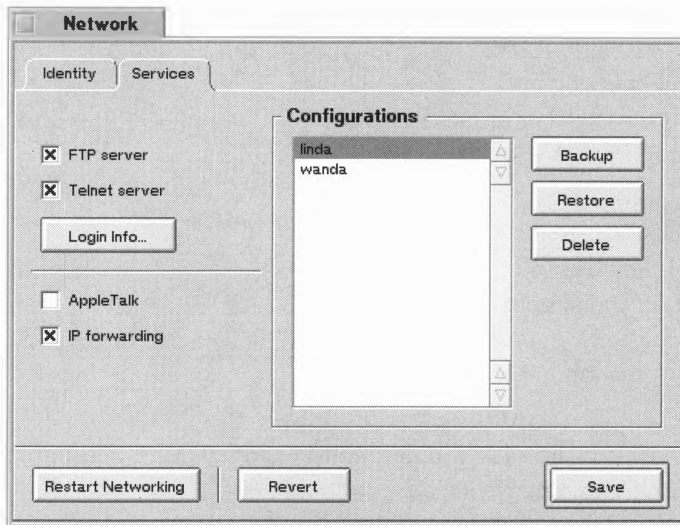 Network
Identity
Services
FTP server
Telnet server
Login Info...
AppleTalk
IP forwarding
Configurations
linda
wanda
Backup
Restore
Delete
Restart Networking
Revert
Save